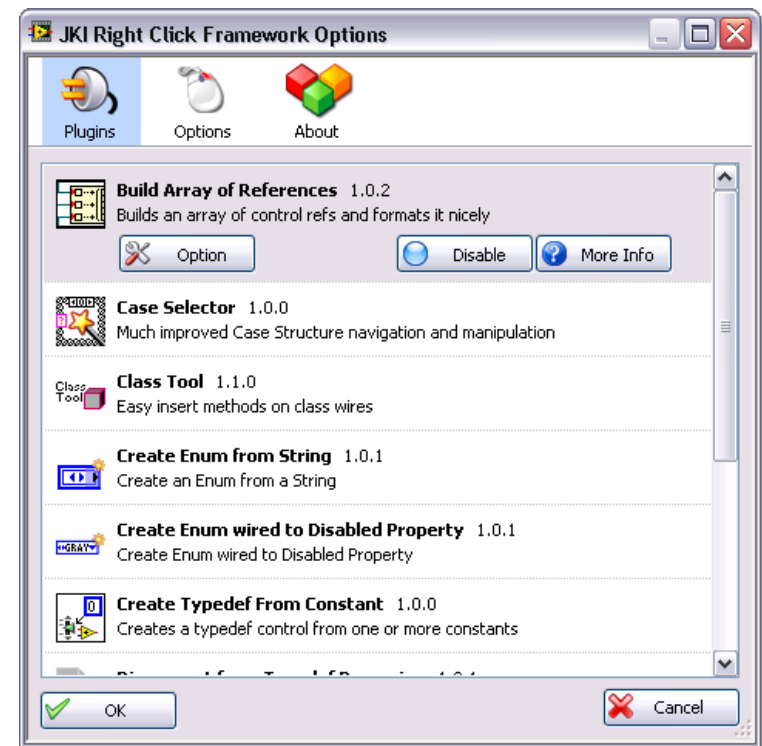 JKI Right Click Framework Options
Plugins Options About
Build Array of References 1.0.2
Builds an array of control refs and formats it nicely
Option Disable More Info
Case Selector 1.0.0
Much improved Case Structure navigation and manipulation
Class Tool
Class Tool 1.1.0
Easy insert methods on class wires
Create Enum from String 1.0.1
Create an Enum from a String
GRAY
Create Enum wired to Disabled Property 1.0.1
Create Enum wired to Disabled Property
0
Create Typedef From Constant 1.0.0
Creates a typedef control from one or more constants
OK Cancel